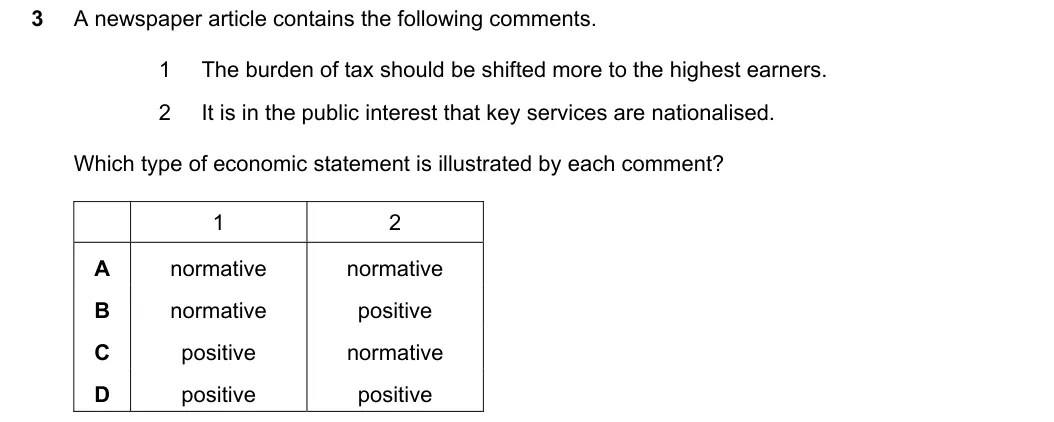 3 A newspaper article contains the following comments.
1 The burden of tax should be shifted more to the highest earners.
2 It is in the public interest that key services are nationalised.
Which type of economic statement is illustrated by each comment?
1 2
A normative normative
B normative positive
C positive normative
D positive positive